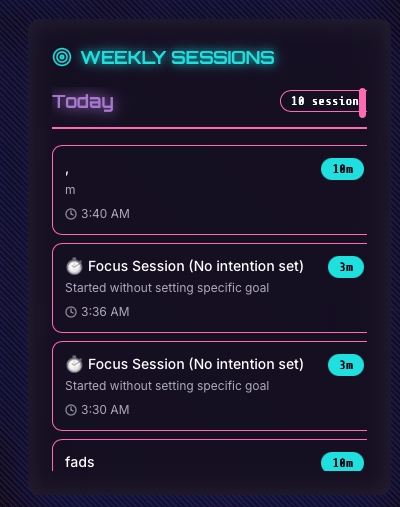 WEEKLY SESSIONS
Today
10 session
,
10m
m
3:40 AM
Focus Session (No intention set)
3m
Started without setting specific goal
3:36 AM
Focus Session (No intention set)
3m
Started without setting specific goal
3:30 AM
fads
10m